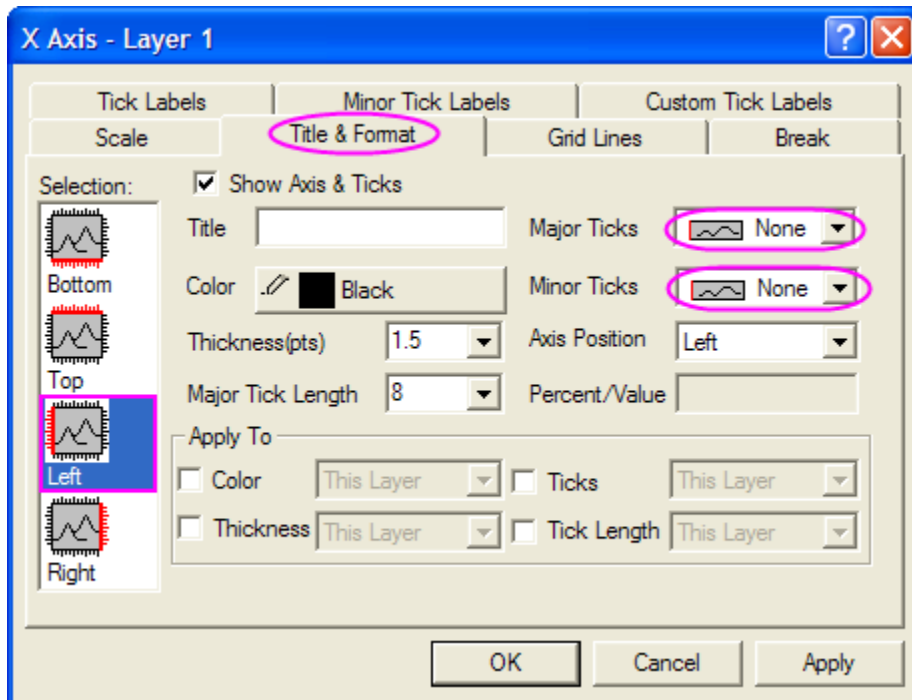 X Axis - Layer 1
Tick Labels Minor Tick Labels Custom Tick Labels
Scale Title & Format Grid Lines Break
Selection: Show Axis & Ticks
Title Major Ticks None
Bottom Color Black Minor Ticks None
Thickness(pts) 1.5 Axis Position Left
Top
Major Tick Length 8 Percent/Value
Apply To
Left Color This Layer Ticks This Layer
Thickness This Layer Tick Length This Layer
Right
OK Cancel Apply